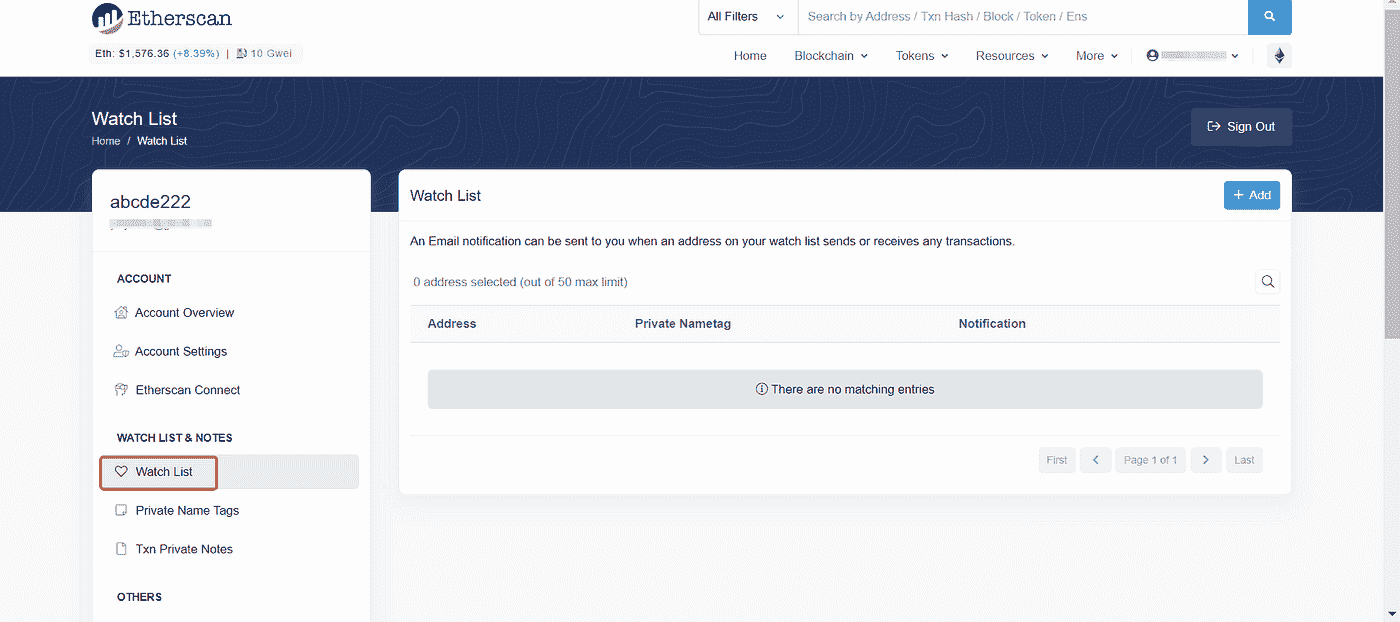 Etherscan
All Filters
Search by Address / Txn Hash / Block / Token / Ens
Eth: $1,576.36 (+8.39%) | 10 Gwei
Home Blockchain Tokens Resources More
Watch List
Home / Watch List
Sign Out
abcde222
ACCOUNT
Account Overview
Account Settings
Etherscan Connect
WATCH LIST & NOTES
Watch List
Private Name Tags
Txn Private Notes
OTHERS
Watch List
+ Add
An Email notification can be sent to you when an address on your watch list sends or receives any transactions.
0 address selected (out of 50 max limit)
Address Private Nametag Notification
There are no matching entries
First Page 1 of 1 Last